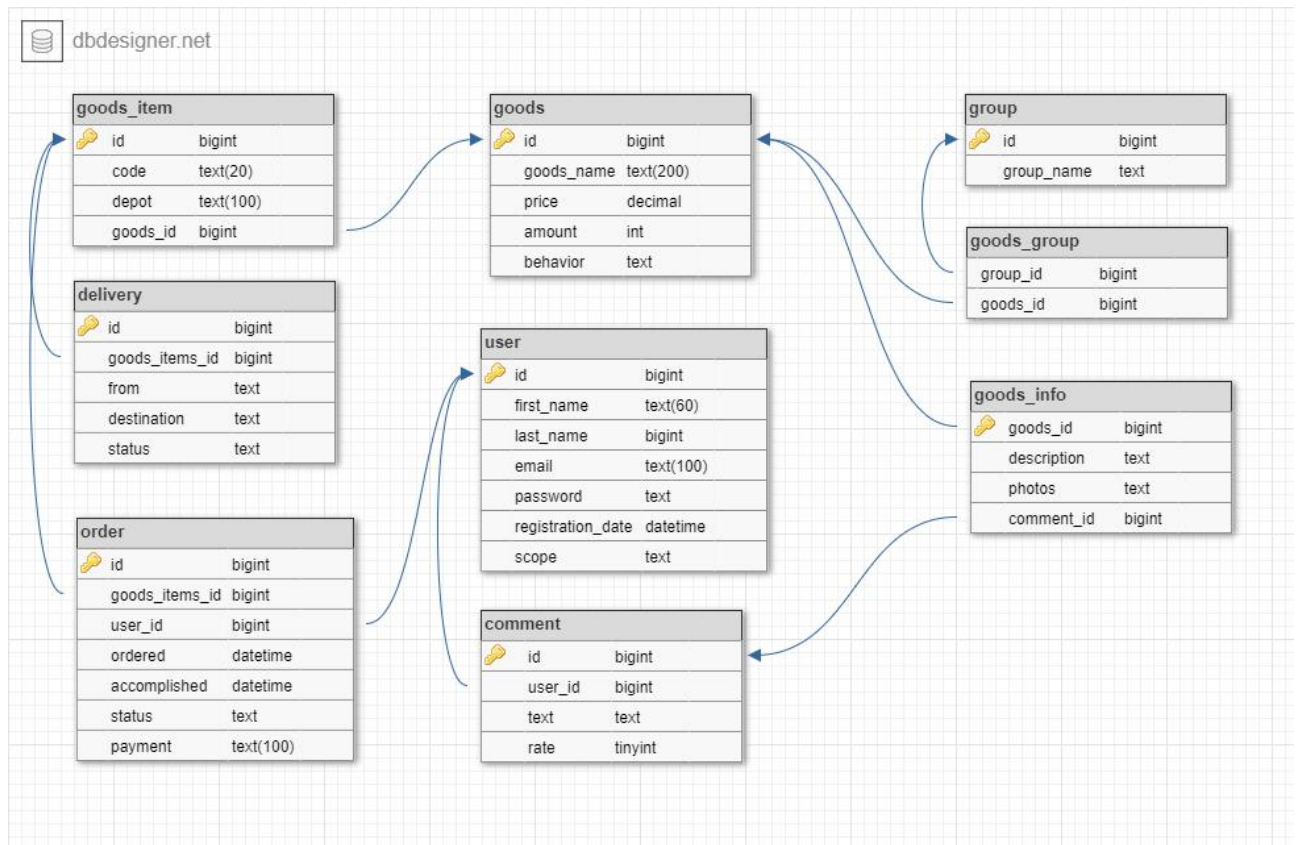 dbdesigner.net
goods_item
id bigint
code text(20)
depot text(100)
goods_id bigint
goods
id bigint
goods_name text(200)
price decimal
amount int
behavior text
group
id bigint
group_name text
goods_group
group_id bigint
goods_id bigint
delivery
id bigint
goods_items_id bigint
from text
destination text
status text
user
id bigint
first_name text(60)
last_name bigint
email text(100)
password text
registration_date datetime
scope text
goods_info
goods_id bigint
description text
photos text
comment_id bigint
order
id bigint
goods_items_id bigint
user_id bigint
ordered datetime
accomplished datetime
status text
payment text(100)
comment
id bigint
user_id bigint
text text
rate tinyint